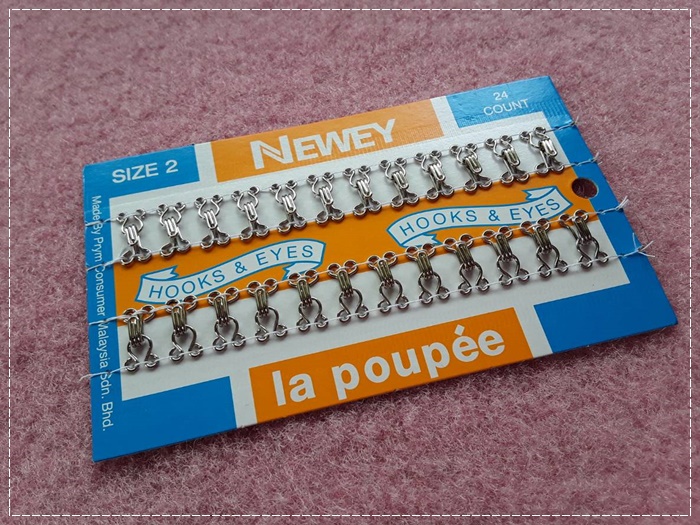 NEWEY
24
COUNT
SIZE 2
HOOKS & EYES
HOOKS & EYES
la poupée
Made By Prym Consumer Malaysia Sdn. Bhd.